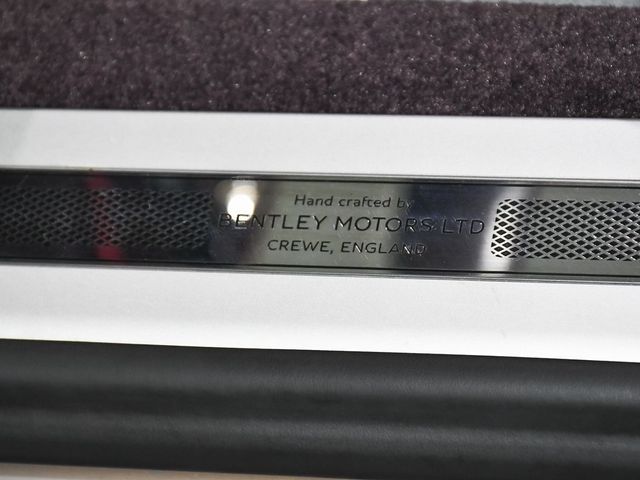 Hand crafted by
BENTLEY MOTORS LTD
CREWE, ENGLAND